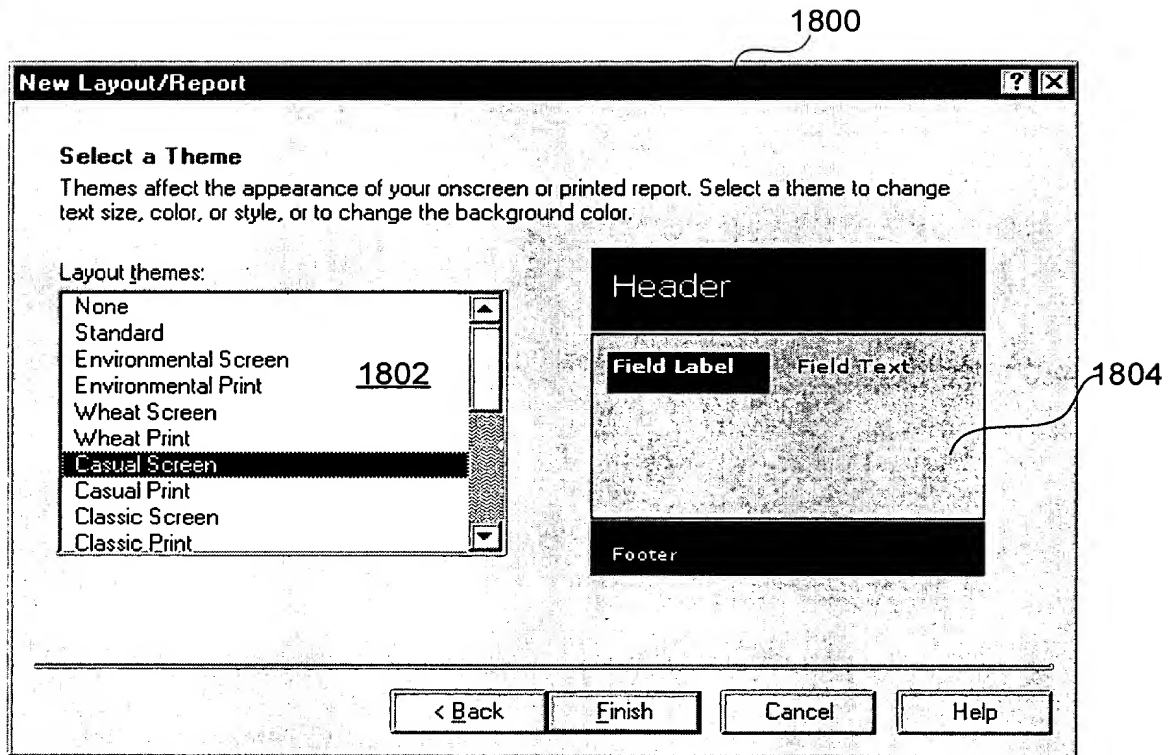 1800
New Layout/Report
Select a Theme
Themes affect the appearance of your onscreen or printed report. Select a theme to change
text size, color, or style, or to change the background color.
Layout themes:
None
Standard
Environmental Screen
Environmental Print
Wheat Screen
Wheat Print
Casual Screen
Casual Print
Classic Screen
Classic Print
1802
Header
Field Label Field Text
1804
Footer
< Back Finish Cancel Help